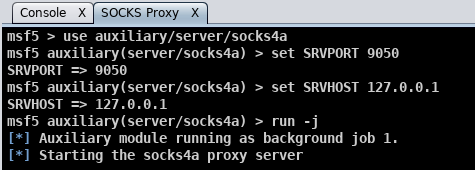 Console X SOCKS Proxy X
msf5 > use auxiliary/server/socks4a
msf5 auxiliary(server/socks4a) > set SRVPORT 9050
SRVPORT => 9050
msf5 auxiliary(server/socks4a) > set SRVHOST 127.0.0.1
SRVHOST => 127.0.0.1
msf5 auxiliary(server/socks4a) > run -j
[*] Auxiliary module running as background job 1.
[*] Starting the socks4a proxy server